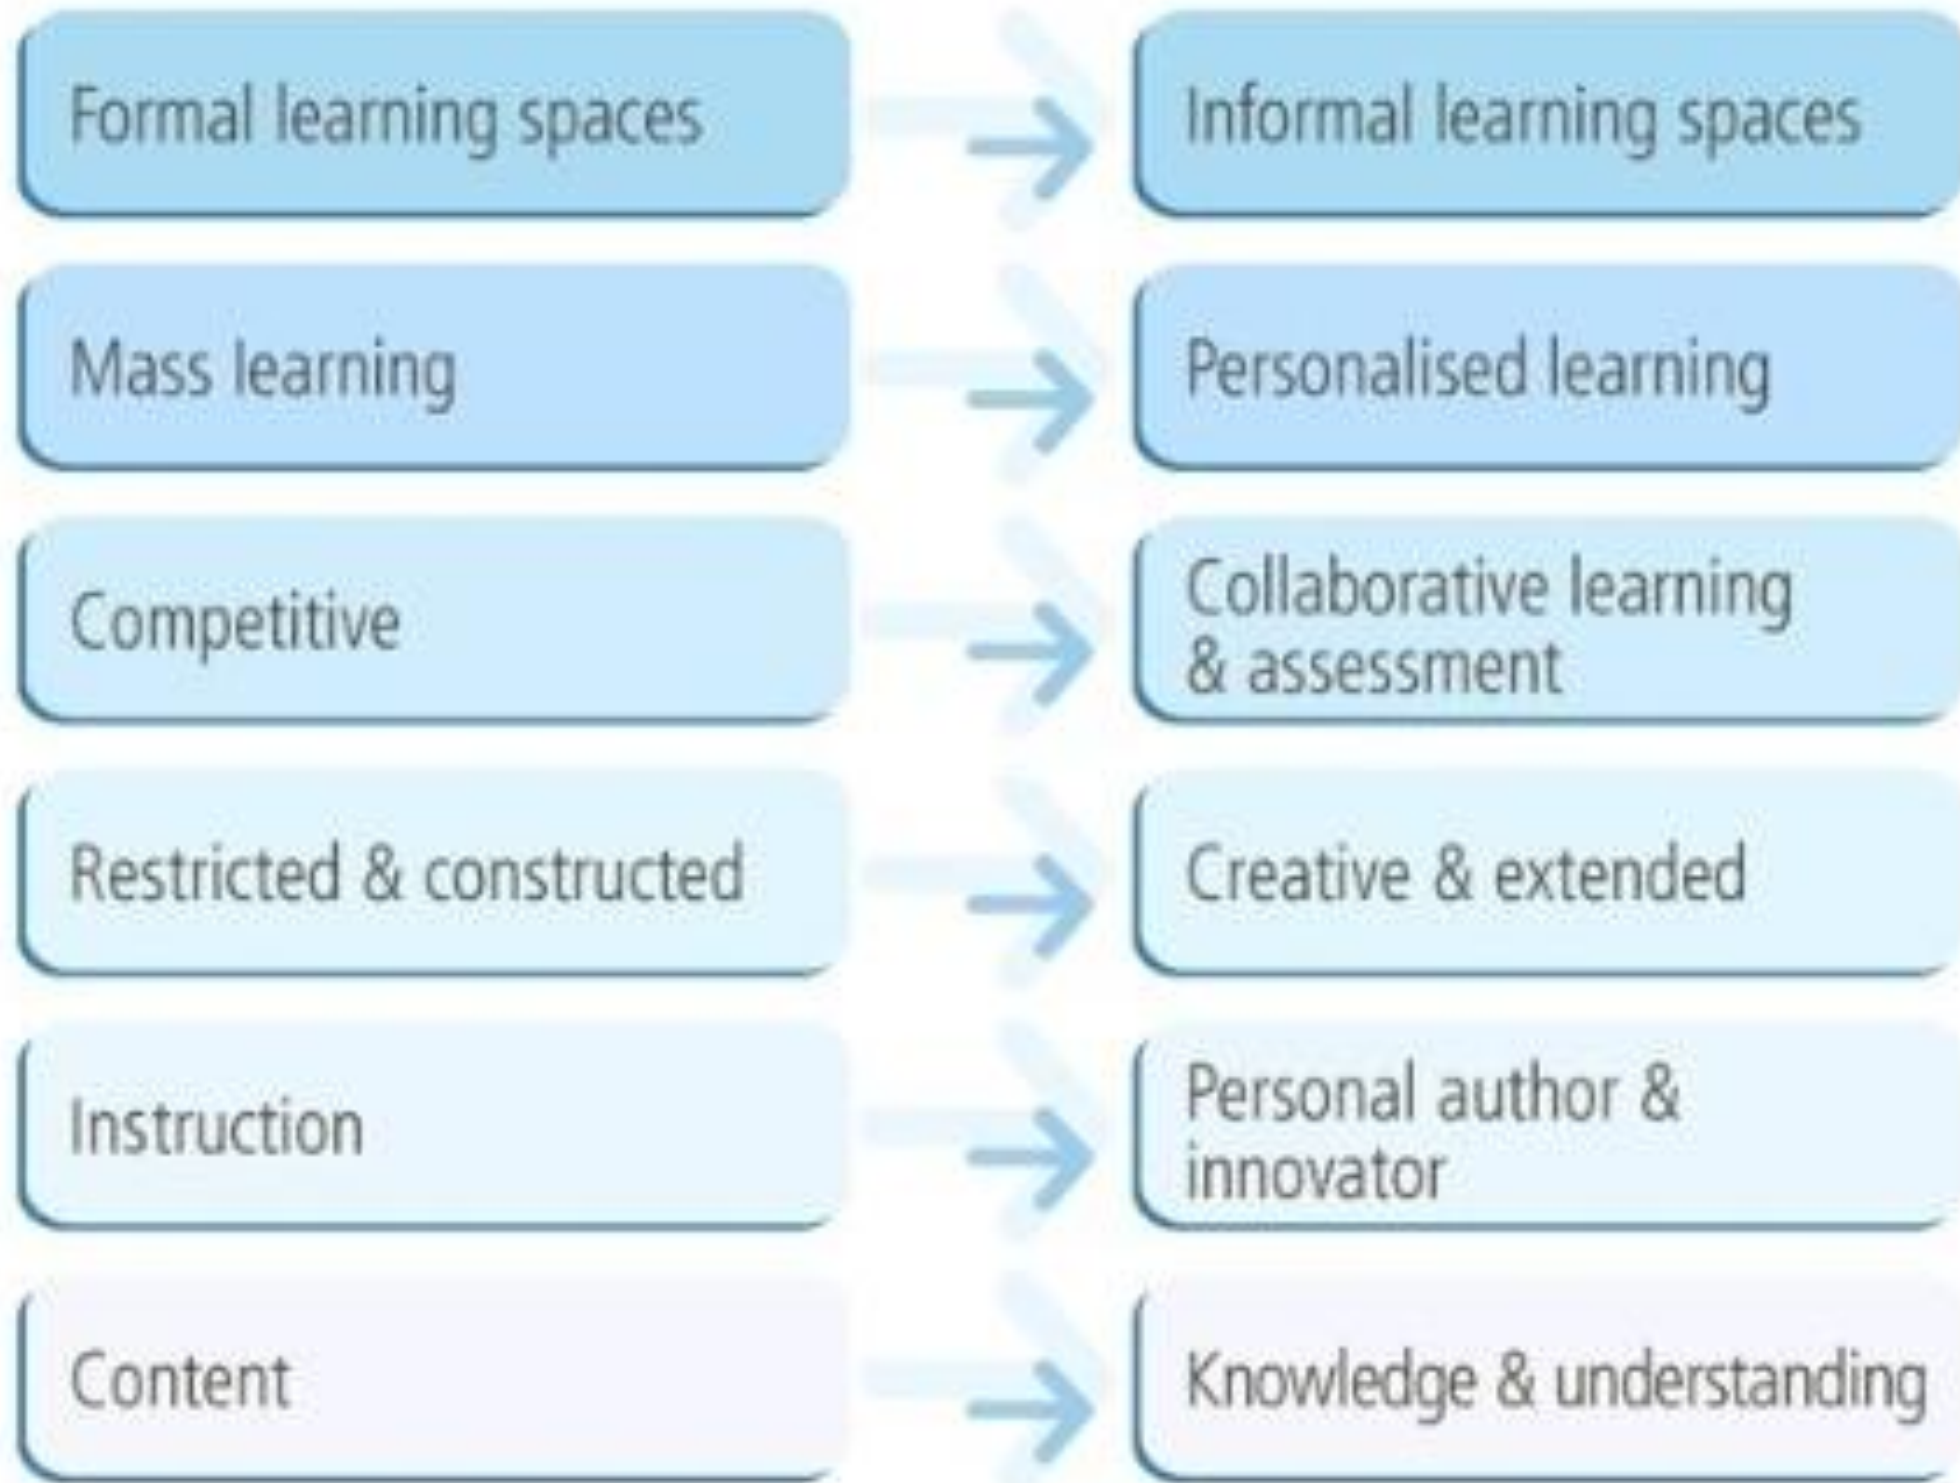 Formal learning spaces
Informal learning spaces
Mass learning
Personalised learning
Competitive
Collaborative learning
& assessment
Restricted & constructed
Creative & extended
Instruction
Personal author &
innovator
Content
Knowledge & understanding